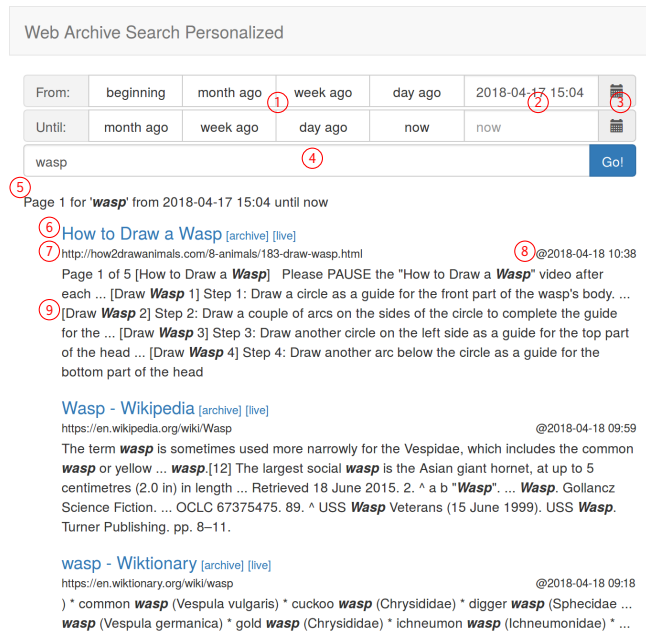 Web Archive Search Personalized
From: beginning month ago week ago day ago 2018-04-17 15:04
1 2 3
Until: month ago week ago day ago now now
wasp 4 Go!
5
Page 1 for 'wasp' from 2018-04-17 15:04 until now
6 How to Draw a Wasp [archive] [live]
7 http://how2drawanimals.com/8-animals/183-draw-wasp.html 8 @2018-04-18 10:38
Page 1 of 5 [How to Draw a Wasp] Please PAUSE the "How to Draw a Wasp" video after
each ... [Draw Wasp 1] Step 1: Draw a circle as a guide for the front part of the wasp's body. ...
9 [Draw Wasp 2] Step 2: Draw a couple of arcs on the sides of the circle to complete the guide
for the ... [Draw Wasp 3] Step 3: Draw another circle on the left side as a guide for the top part
of the head ... [Draw Wasp 4] Step 4: Draw another arc below the circle as a guide for the
bottom part of the head
Wasp - Wikipedia [archive] [live]
https://en.wikipedia.org/wiki/Wasp @2018-04-18 09:59
The term wasp is sometimes used more narrowly for the Vespidae, which includes the common
wasp or yellow ... wasp.[12] The largest social wasp is the Asian giant hornet, at up to 5
centimetres (2.0 in) in length ... Retrieved 18 June 2015. 2. ^ a b "Wasp". ... Wasp. Gollancz
Science Fiction. ... OCLC 67375475. 89. ^ USS Wasp Veterans (15 June 1999). USS Wasp.
Turner Publishing. pp. 8–11.
wasp - Wiktionary [archive] [live]
https://en.wiktionary.org/wiki/wasp @2018-04-18 09:18
) * common wasp (Vespula vulgaris) * cuckoo wasp (Chrysididae) * digger wasp (Sphecidae ...
wasp (Vespula germanica) * gold wasp (Chrysididae) * ichneumon wasp (Ichneumonidae) * ...